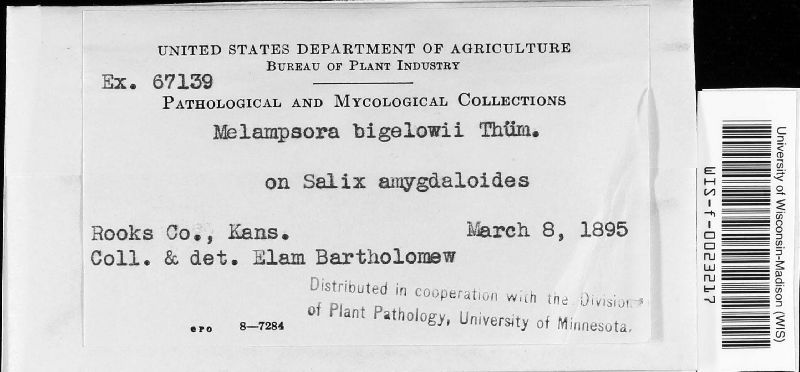 UNITED STATES DEPARTMENT OF AGRICULTURE
BUREAU OF PLANT INDUSTRY
Ex. 67139
PATHOLOGICAL AND MYCOLOGICAL COLLECTIONS
Melampsora bigelowii Thüm.
on Salix amygdaloides
Rooks Co., Kans. March 8, 1895
Coll. & det. Elam Bartholomew
Distributed in cooperation with the Division
of Plant Pathology, University of Minnesota.
GPO 8—7284
University of Wisconsin-Madison (WIS)
WIS-f-0023217